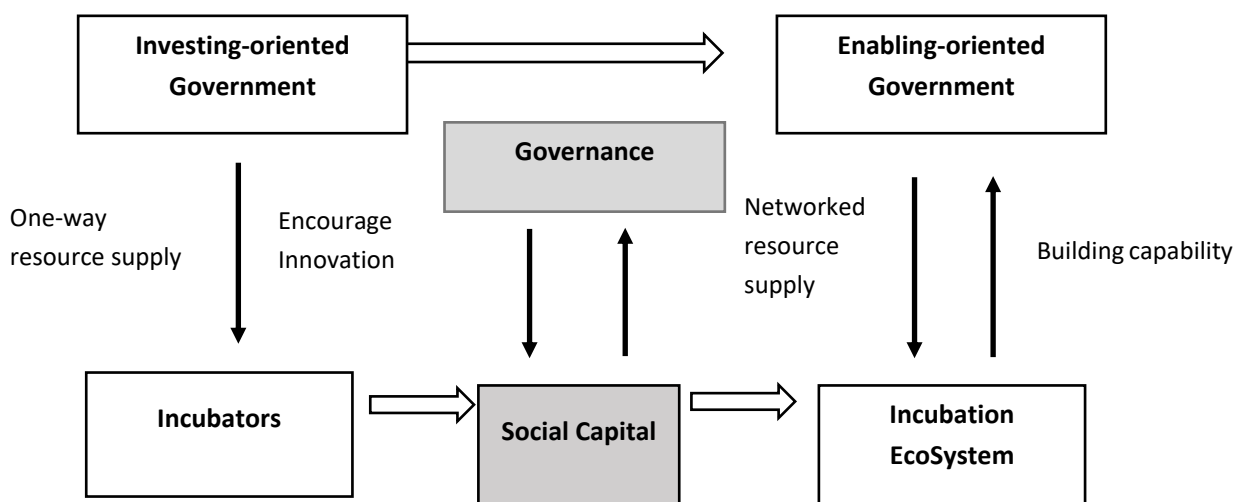 Investing-oriented
Government
Enabling-oriented
Government
Governance
One-way
resource supply
Encourage
Innovation
Networked
resource
supply
Building capability
Incubators
Social Capital
Incubation
EcoSystem